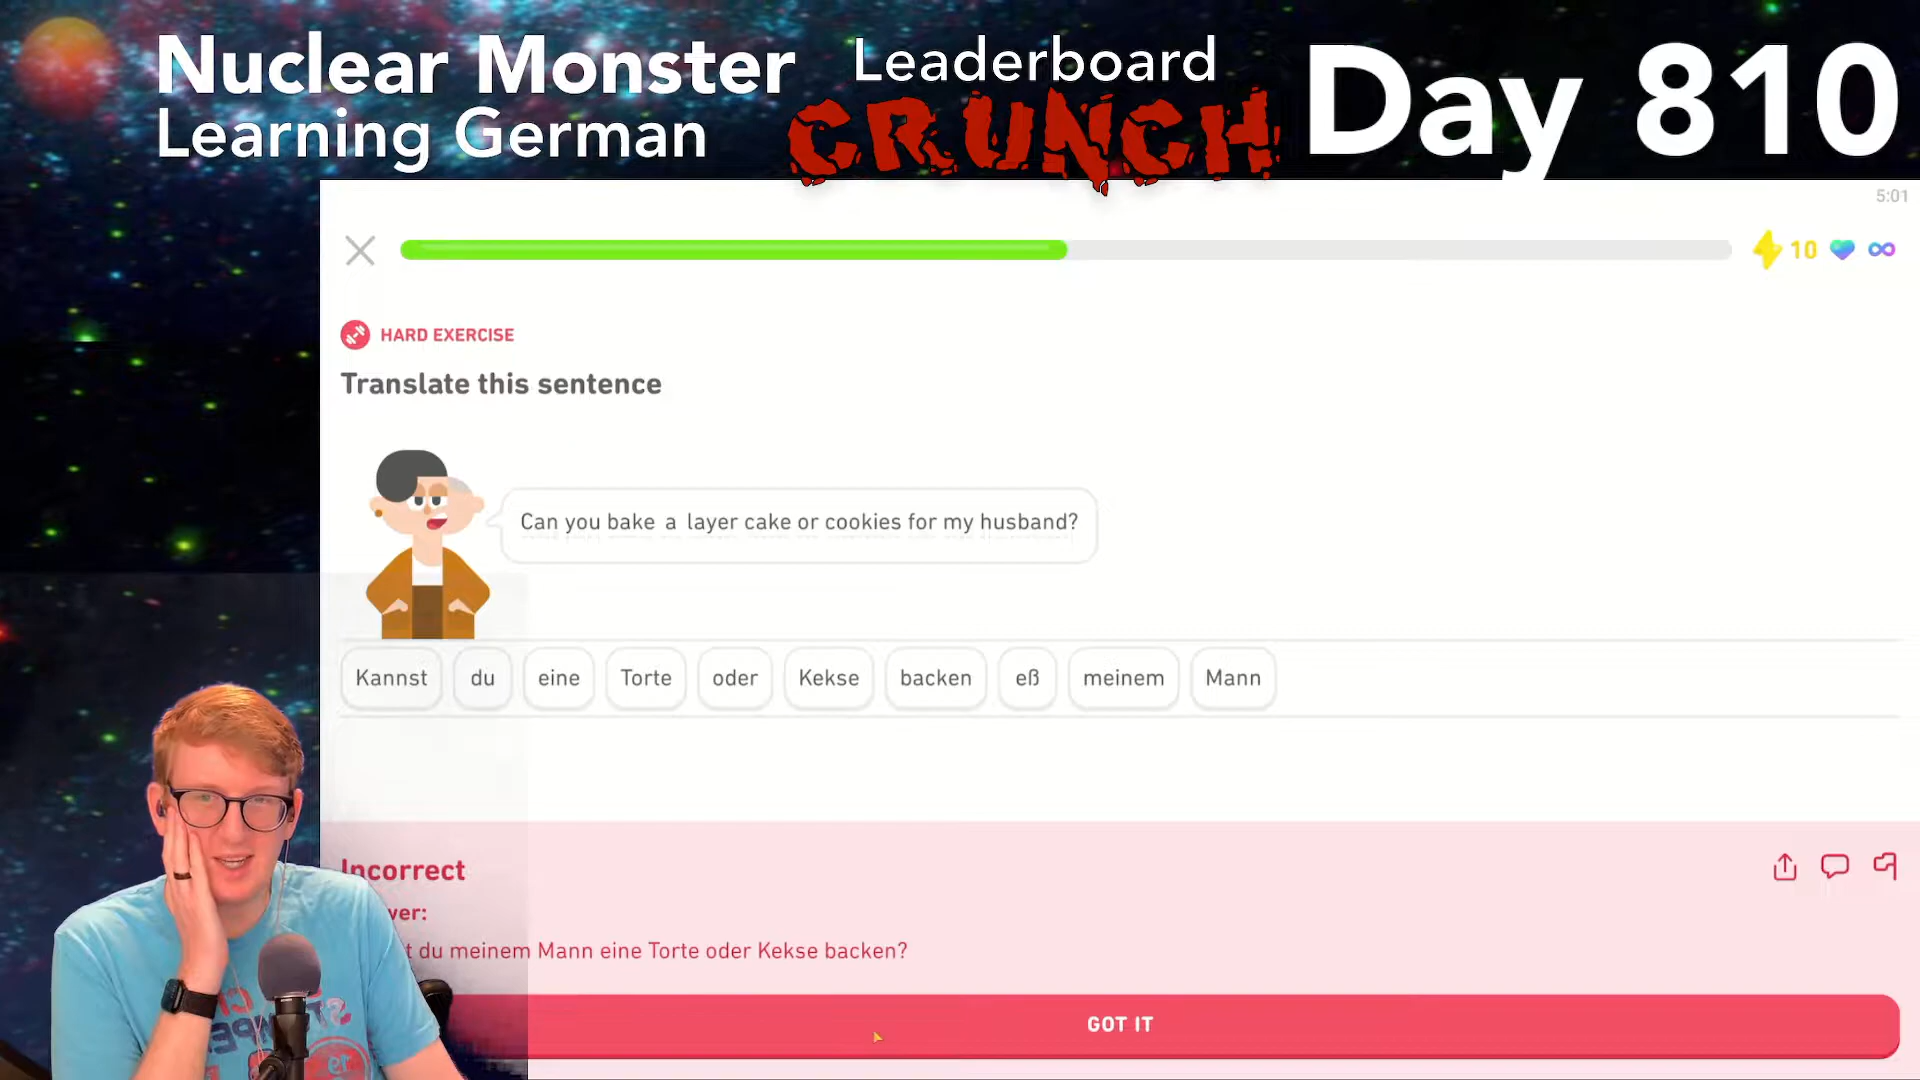 Nuclear Monster
Learning German
Leaderboard
CRUNCH
Day 810
5:01
10
HARD EXERCISE
Translate this sentence
Can you bake a layer cake or cookies for my husband?
Kannst du eine Torte oder Kekse backen eß meinem Mann
Incorrect
ver:
t du meinem Mann eine Torte oder Kekse backen?
GOT IT